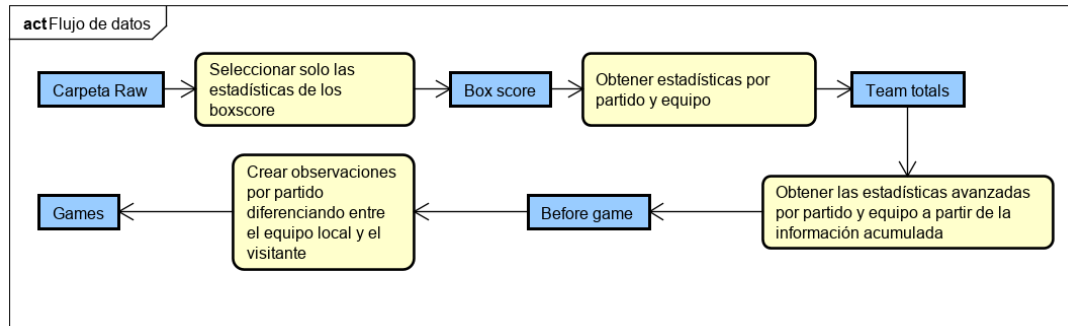 act Flujo de datos
Carpeta Raw
Seleccionar solo las
estadísticas de los
boxscore
Box score
Obtener estadísticas por
partido y equipo
Team totals
Obtener las estadísticas avanzadas
por partido y equipo a partir de la
información acumulada
Before game
Crear observaciones
por partido
diferenciando entre
el equipo local y el
visitante
Games